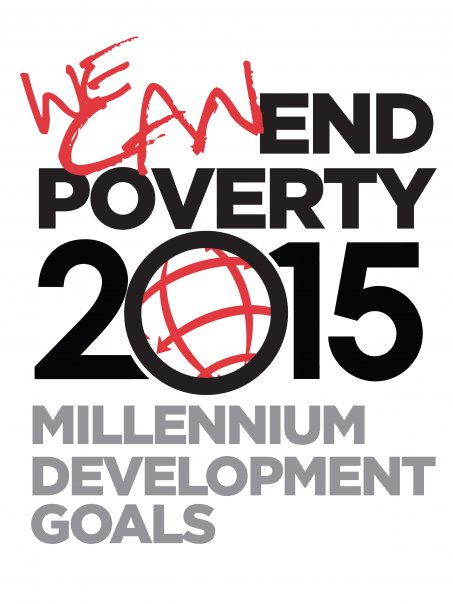 WE
CAN END
POVERTY
2015
MILLENNIUM
DEVELOPMENT
GOALS